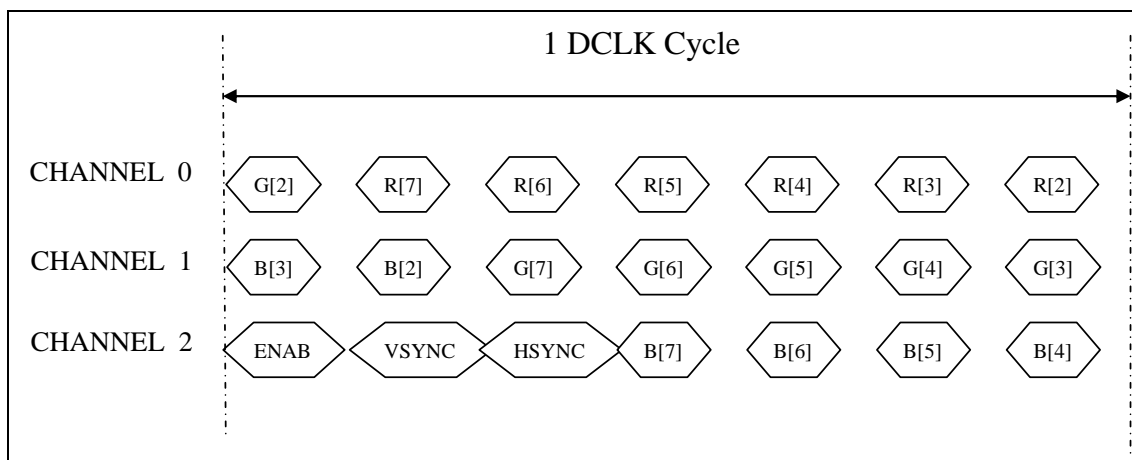 1 DCLK Cycle
CHANNEL 0 G[2] R[7] R[6] R[5] R[4] R[3] R[2]
CHANNEL 1 B[3] B[2] G[7] G[6] G[5] G[4] G[3]
CHANNEL 2 ENAB VSYNC HSYNC B[7] B[6] B[5] B[4]